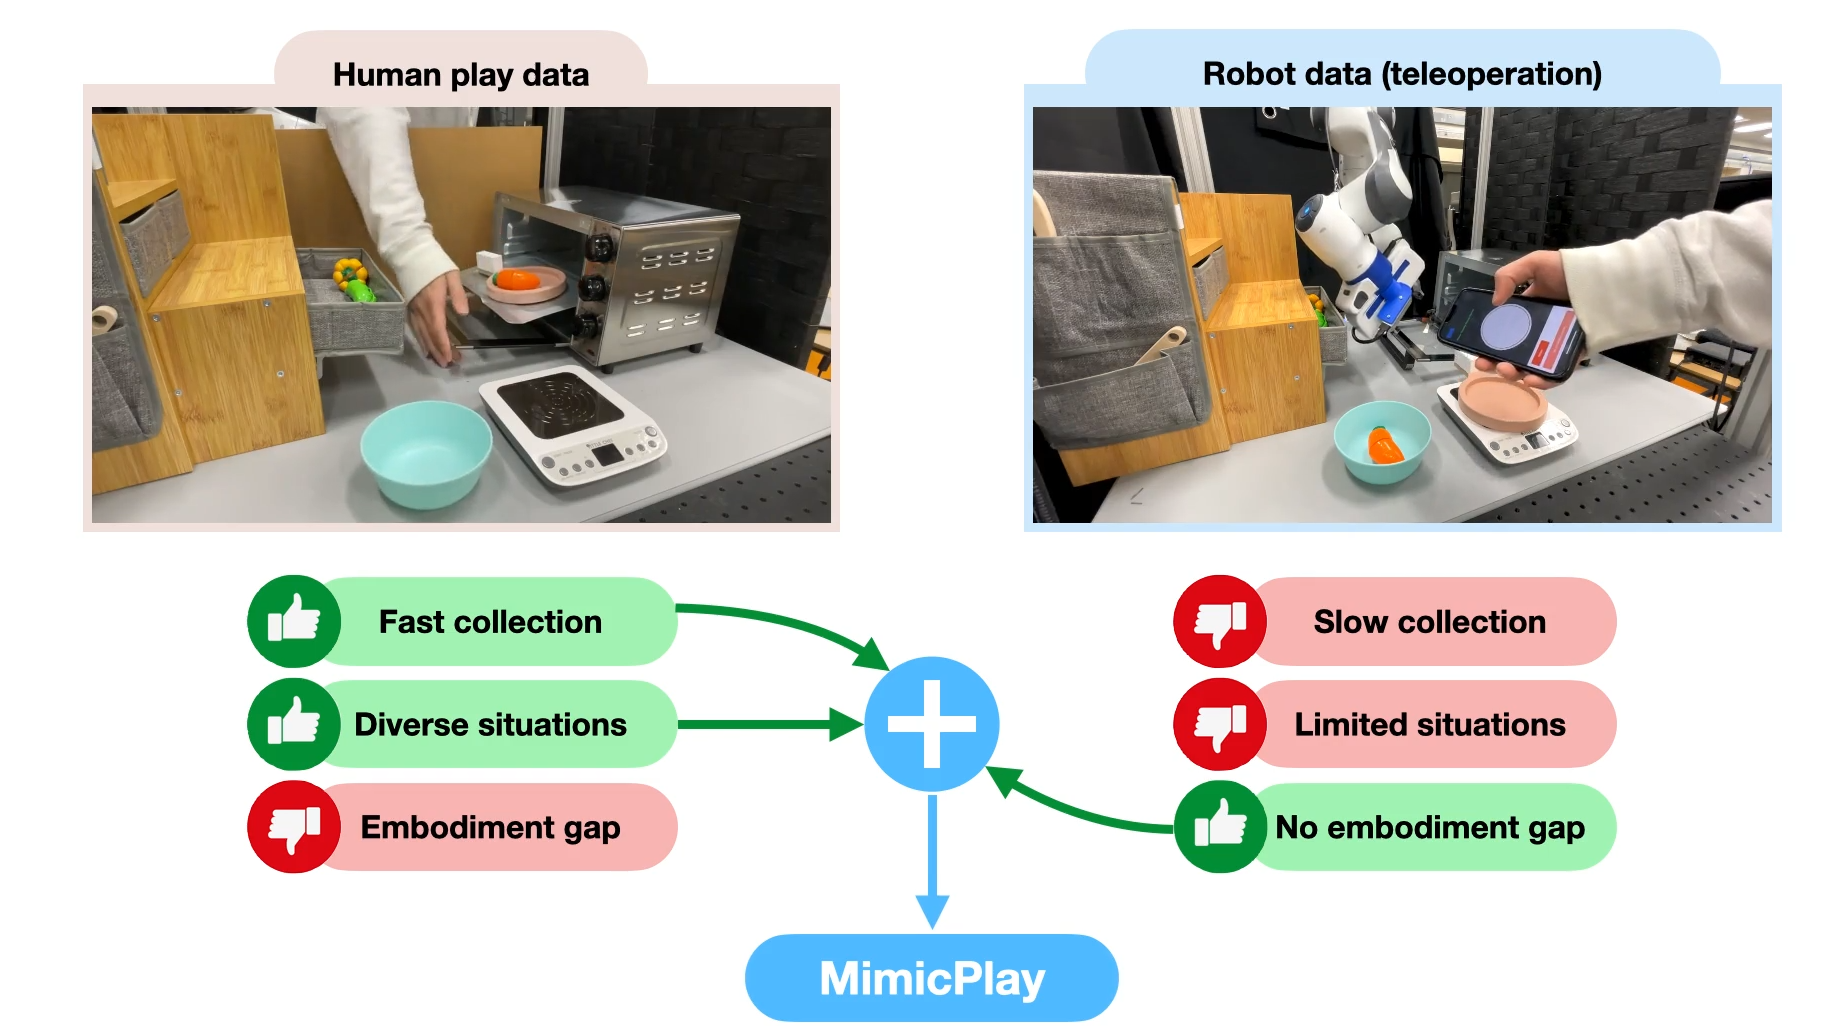 Human play data
Robot data (teleoperation)
Fast collection
Diverse situations
Embodiment gap
Slow collection
Limited situations
No embodiment gap
MimicPlay